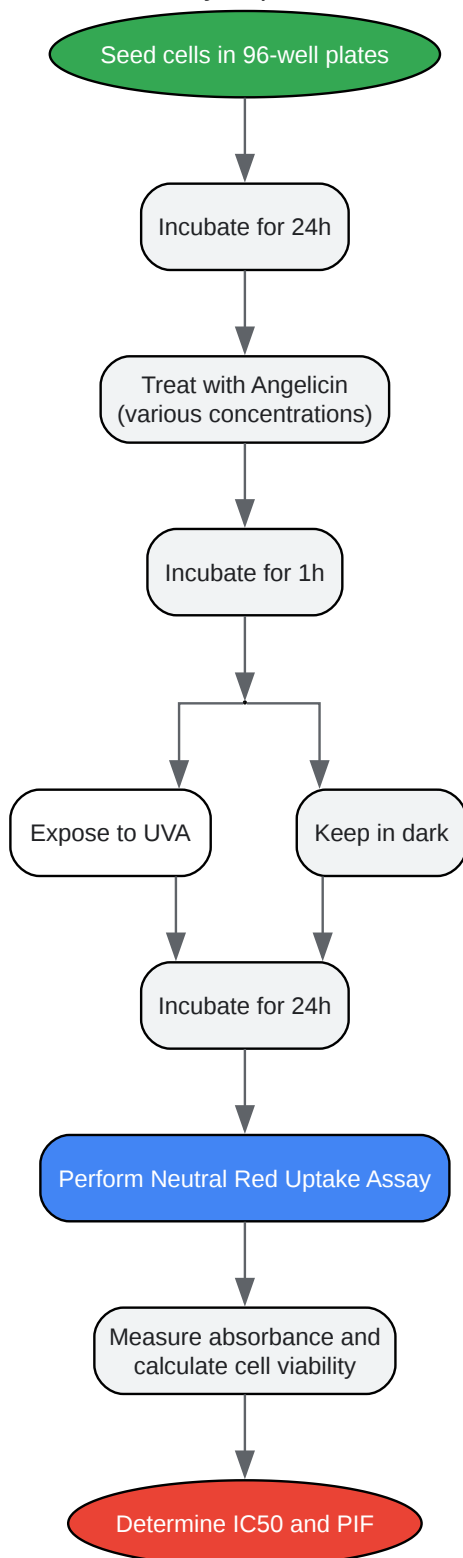 Seed cells in 96-well plates
Incubate for 24h
Treat with Angelicin
(various concentrations)
Incubate for 1h
Expose to UVA
Keep in dark
Incubate for 24h
Perform Neutral Red Uptake Assay
Measure absorbance and
calculate cell viability
Determine IC50 and PIF